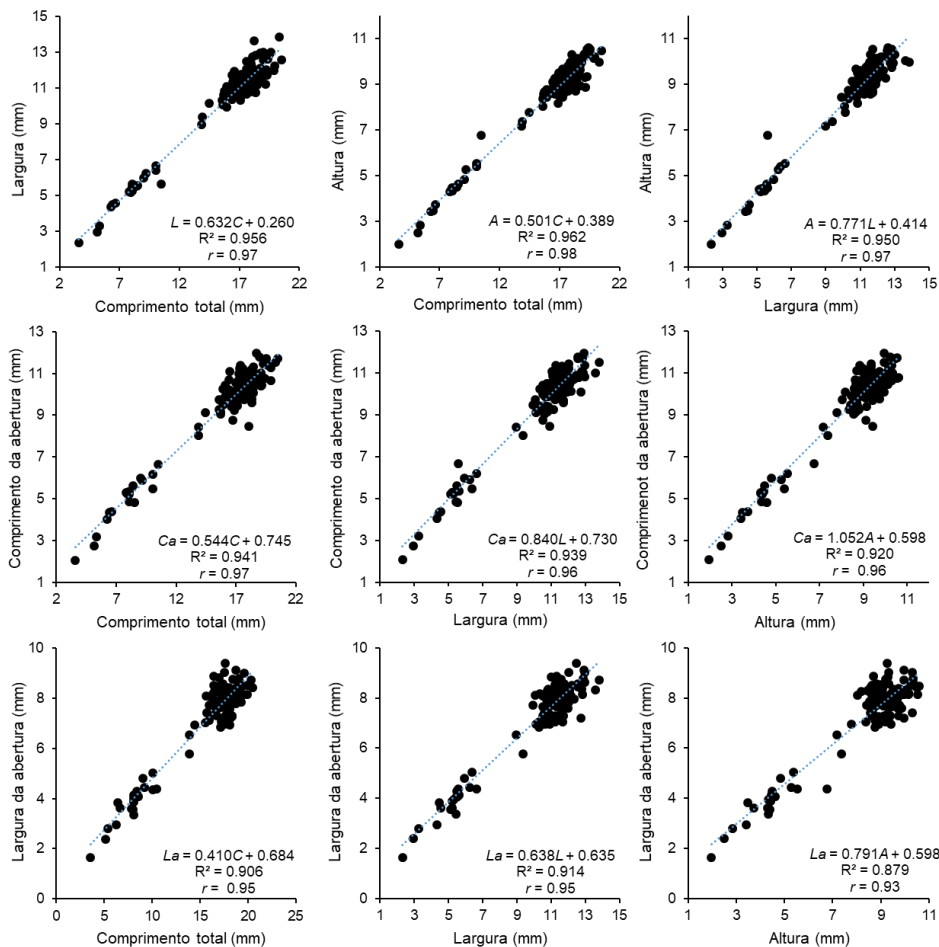 15
13
11
9
7
5
3
1
Largura (mm)
L = 0.632C + 0.260
R² = 0.956
r = 0.97
2 7 12 17 22
Comprimento total (mm)
11
9
7
5
3
1
Altura (mm)
A = 0.501C + 0.389
R² = 0.962
r = 0.98
2 7 12 17 22
Comprimento total (mm)
11
9
7
5
3
1
Altura (mm)
A = 0.771L + 0.414
R² = 0.950
r = 0.97
1 3 5 7 9 11 13 15
Largura (mm)
13
11
9
7
5
3
1
Comprimento da abertura (mm)
Ca = 0.544C + 0.745
R² = 0.941
r = 0.97
2 7 12 17 22
Comprimento total (mm)
13
11
9
7
5
3
1
Comprimento da abertura (mm)
Ca = 0.840L + 0.730
R² = 0.939
r = 0.96
1 3 5 7 9 11 13 15
Largura (mm)
13
11
9
7
5
3
1
Comprimenot da abertura (mm)
Ca = 1.052A + 0.598
R² = 0.920
r = 0.96
1 3 5 7 9 11
Altura (mm)
10
8
6
4
2
0
Largura da abertura (mm)
La = 0.410C + 0.684
R² = 0.906
r = 0.95
0 5 10 15 20 25
Comprimento total (mm)
10
8
6
4
2
0
Largura da abertura (mm)
La = 0.638L + 0.635
R² = 0.914
r = 0.95
1 3 5 7 9 11 13 15
Largura (mm)
10
8
6
4
2
0
Largura da abertura (mm)
La = 0.791A + 0.598
R² = 0.879
r = 0.93
1 3 5 7 9 11
Altura (mm)